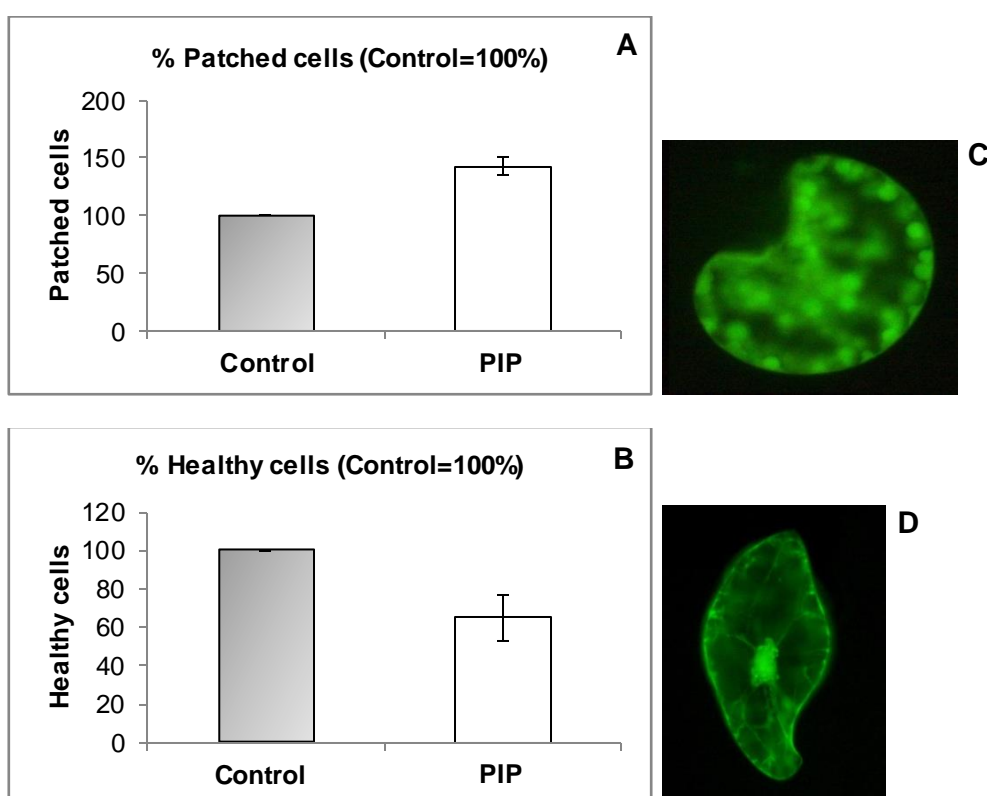 % Patched cells (Control=100%)
A
200
150
100
50
0
Patched cells
Control
PIP
C
% Healthy cells (Control=100%)
B
120
100
80
60
40
20
0
Healthy cells
Control
PIP
D